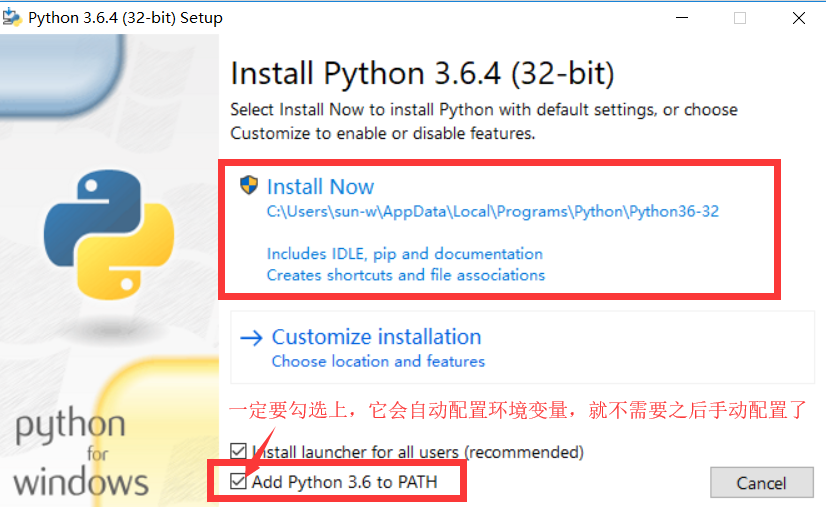 Python 3.6.4 (32-bit) Setup
Install Python 3.6.4 (32-bit)
Select Install Now to install Python with default settings, or choose
Customize to enable or disable features.
Install Now
C:\Users\sun-w\AppData\Local\Programs\Python\Python36-32
Includes IDLE, pip and documentation
Creates shortcuts and file associations
Customize installation
Choose location and features
一定要勾选上，它会自动配置环境变量，就不需要之后手动配置了
Install launcher for all users (recommended)
Add Python 3.6 to PATH
Cancel
python
for
windows